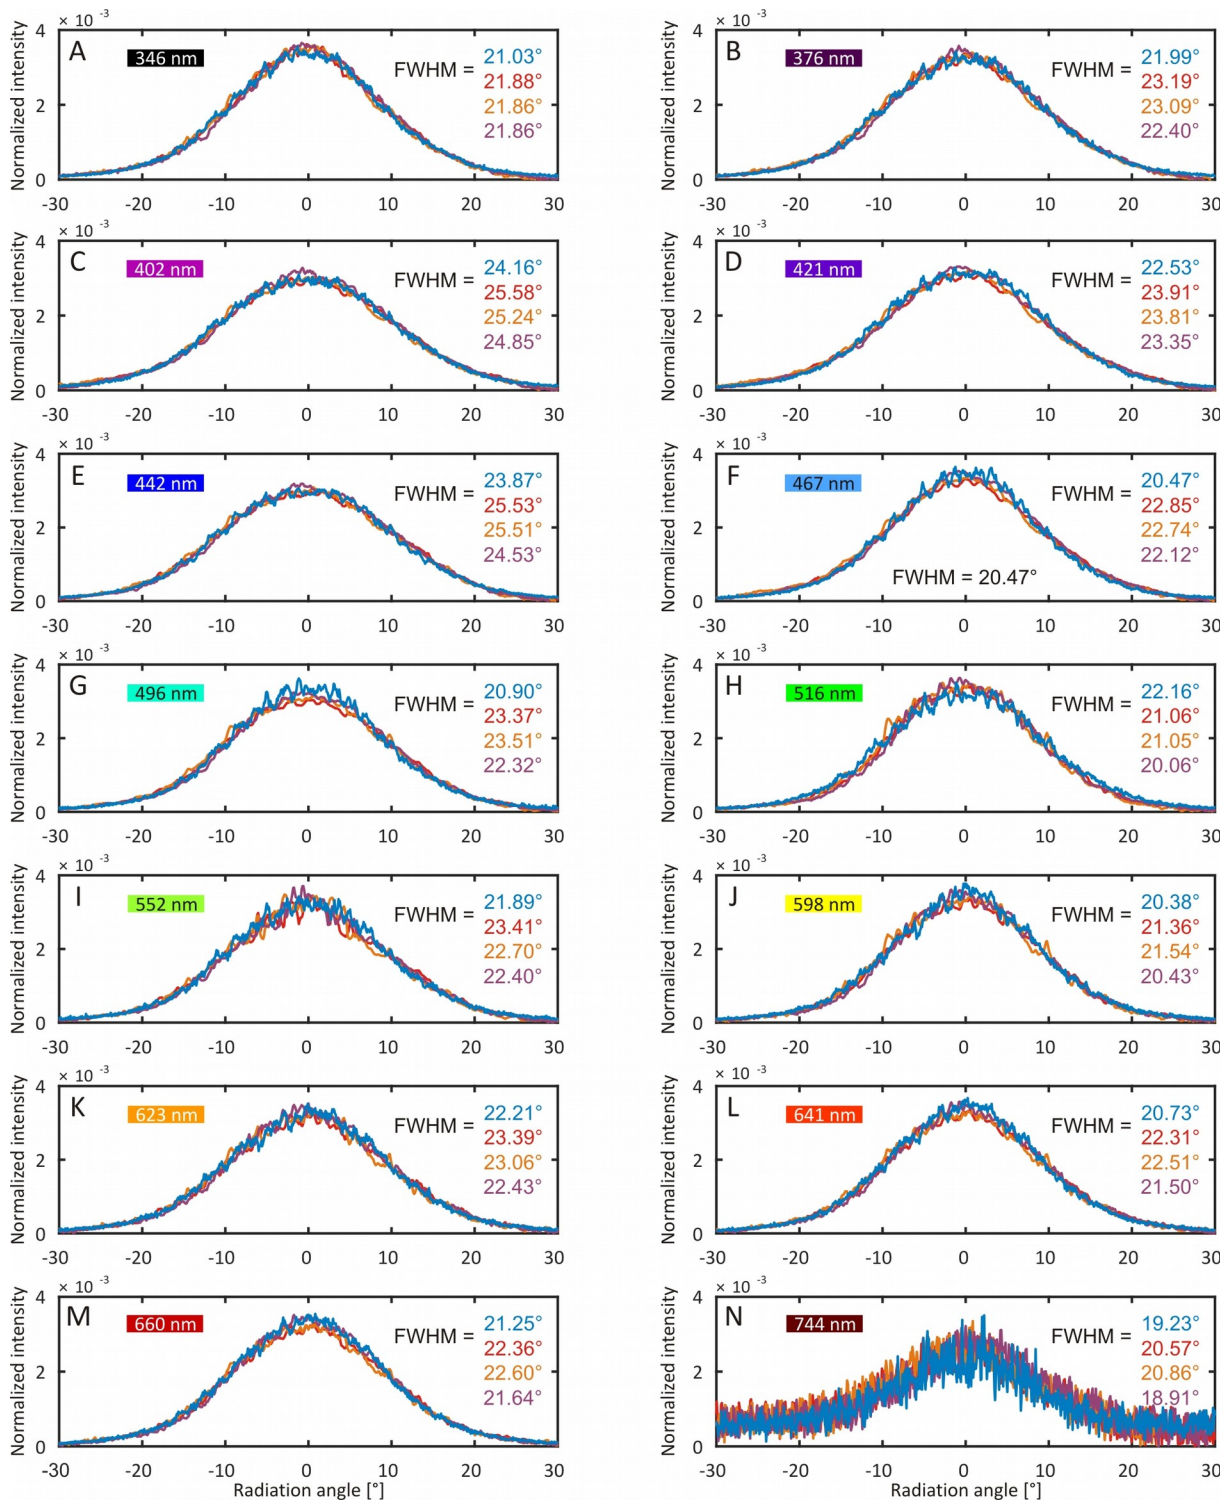 × 10 -3
Normalized intensity
A
346 nm
FWHM =
21.03°
21.88°
21.86°
21.86°
4
2
0
-30 -20 -10 0 10 20 30
× 10 -3
Normalized intensity
B
376 nm
FWHM =
21.99°
23.19°
23.09°
22.40°
4
2
0
-30 -20 -10 0 10 20 30
× 10 -3
Normalized intensity
C
402 nm
FWHM =
24.16°
25.58°
25.24°
24.85°
4
2
0
-30 -20 -10 0 10 20 30
× 10 -3
Normalized intensity
D
421 nm
FWHM =
22.53°
23.91°
23.81°
23.35°
4
2
0
-30 -20 -10 0 10 20 30
× 10 -3
Normalized intensity
E
442 nm
FWHM =
23.87°
25.53°
25.51°
24.53°
4
2
0
-30 -20 -10 0 10 20 30
× 10 -3
Normalized intensity
F
467 nm
FWHM =
20.47°
22.85°
22.74°
22.12°
FWHM = 20.47°
4
2
0
-30 -20 -10 0 10 20 30
× 10 -3
Normalized intensity
G
496 nm
FWHM =
20.90°
23.37°
23.51°
22.32°
4
2
0
-30 -20 -10 0 10 20 30
× 10 -3
Normalized intensity
H
516 nm
FWHM =
22.16°
21.06°
21.05°
20.06°
4
2
0
-30 -20 -10 0 10 20 30
× 10 -3
Normalized intensity
I
552 nm
FWHM =
21.89°
23.41°
22.70°
22.40°
4
2
0
-30 -20 -10 0 10 20 30
× 10 -3
Normalized intensity
J
598 nm
FWHM =
20.38°
21.36°
21.54°
20.43°
4
2
0
-30 -20 -10 0 10 20 30
× 10 -3
Normalized intensity
K
623 nm
FWHM =
22.21°
23.39°
23.06°
22.43°
4
2
0
-30 -20 -10 0 10 20 30
× 10 -3
Normalized intensity
L
641 nm
FWHM =
20.73°
22.31°
22.51°
21.50°
4
2
0
-30 -20 -10 0 10 20 30
× 10 -3
Normalized intensity
M
660 nm
FWHM =
21.25°
22.36°
22.60°
21.64°
4
2
0
-30 -20 -10 0 10 20 30
Radiation angle [°]
× 10 -3
Normalized intensity
N
744 nm
FWHM =
19.23°
20.57°
20.86°
18.91°
4
2
0
-30 -20 -10 0 10 20 30
Radiation angle [°]